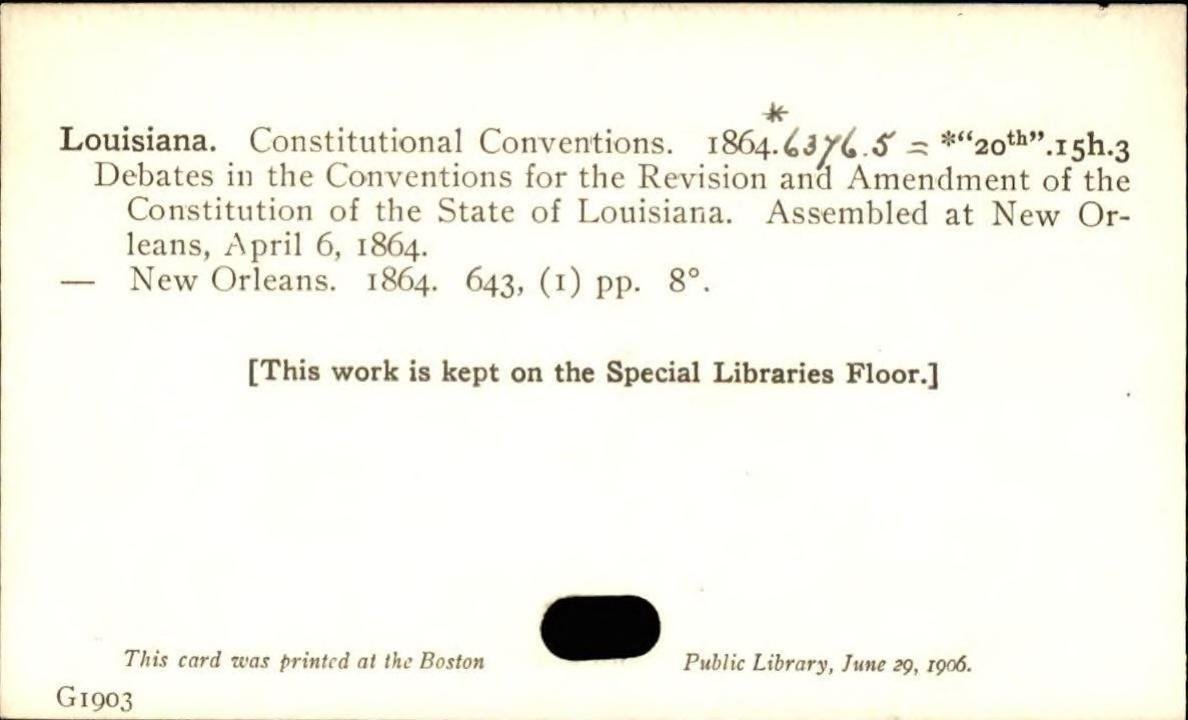 Louisiana. Constitutional Conventions. 1864.*6376.5 = *“20th”.15h.3
Debates in the Conventions for the Revision and Amendment of the
Constitution of the State of Louisiana. Assembled at New Or-
leans, April 6, 1864.
— New Orleans. 1864. 643, (1) pp. 8°.
[This work is kept on the Special Libraries Floor.]
This card was printed at the Boston Public Library, June 29, 1906.
G1903